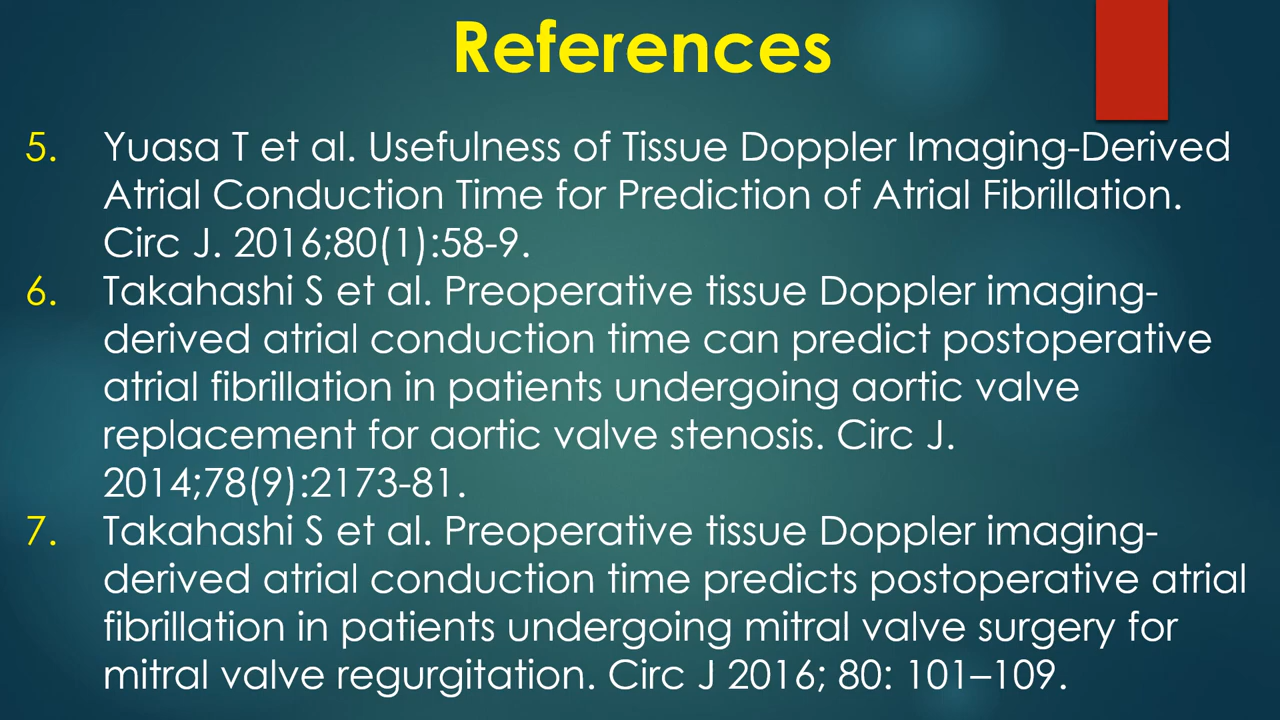 References
5. Yuasa T et al. Usefulness of Tissue Doppler Imaging-Derived
Atrial Conduction Time for Prediction of Atrial Fibrillation.
Circ J. 2016;80(1):58-9.
6. Takahashi S et al. Preoperative tissue Doppler imaging-
derived atrial conduction time can predict postoperative
atrial fibrillation in patients undergoing aortic valve
replacement for aortic valve stenosis. Circ J.
2014;78(9):2173-81.
7. Takahashi S et al. Preoperative tissue Doppler imaging-
derived atrial conduction time predicts postoperative atrial
fibrillation in patients undergoing mitral valve surgery for
mitral valve regurgitation. Circ J 2016; 80: 101–109.